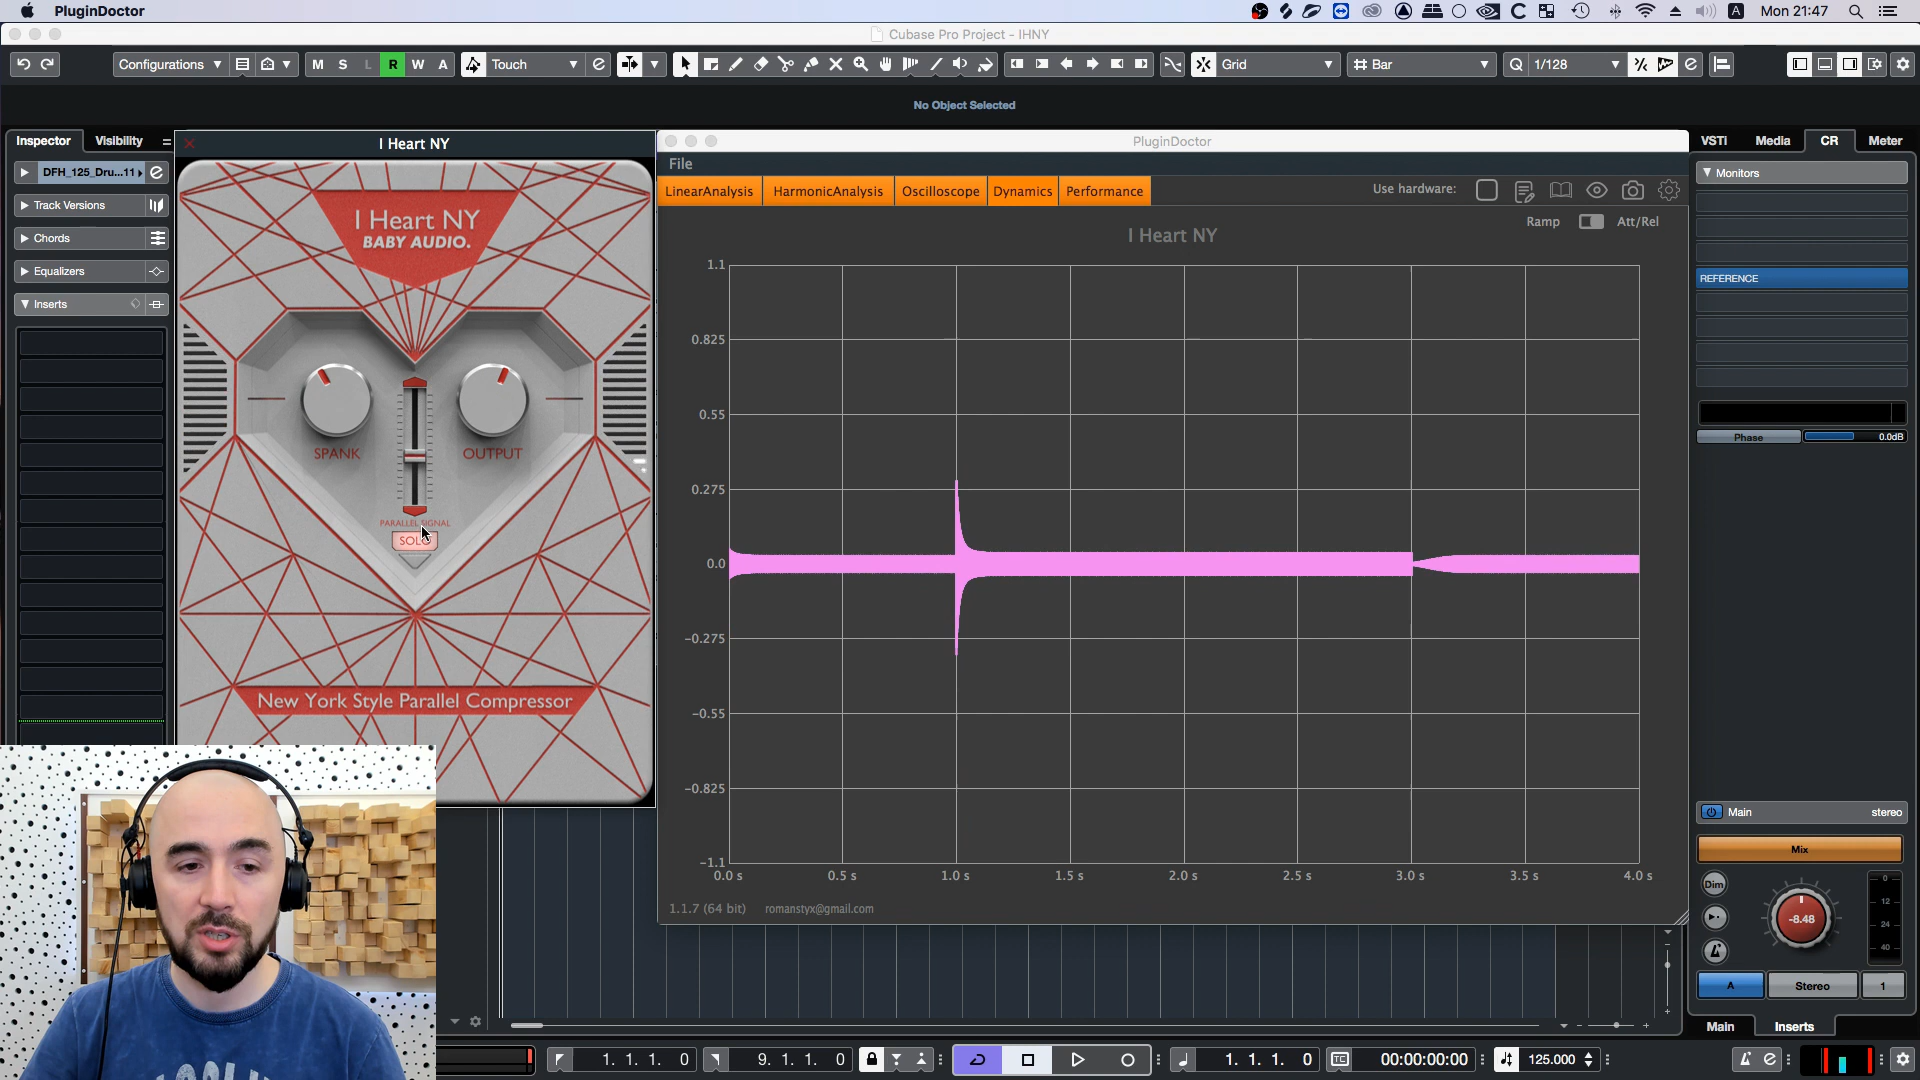 PluginDoctor
A
Mon 21:47
Cubase Pro Project - IHNY
Configurations
M S L R W A
Touch
Grid
Bar
Q 1/128
No Object Selected
Inspector
Visibility
I Heart NY
PluginDoctor
VSTi
Media
CR
Meter
File
DFH_125_Dru...11
Track Versions
Chords
Equalizers
Inserts
I Heart NY
BABY AUDIO.
SPANK
OUTPUT
PARALLEL SIGNAL
SOLO
New York Style Parallel Compressor
LinearAnalysis
HarmonicAnalysis
Oscilloscope
Dynamics
Performance
Use hardware:
Ramp
Att/Rel
I Heart NY
1.1
0.825
0.55
0.275
0.0
-0.275
-0.55
-0.825
-1.1
0.0 s
0.5 s
1.0 s
1.5 s
2.0 s
2.5 s
3.0 s
3.5 s
4.0 s
1.1.7 (64 bit)
romanstyx@gmail.com
Monitors
REFERENCE
Phase
0.0dB
Main
stereo
Mix
Dim
-8.48
0
12
24
40
A
Stereo
1
Main
Inserts
1. 1. 1. 0
9. 1. 1. 0
1. 1. 1. 0
TC
00:00:00:00
125.000